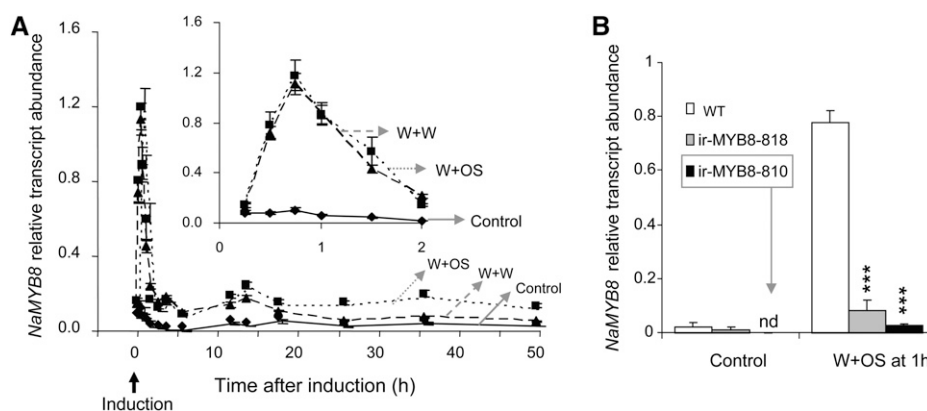 A
NaMYB8 relative transcript abundance
1.6
1.2
0.8
0.4
0.0
1.6
1.2
0.8
0.4
0.0
0
1
2
W+W
W+OS
Control
W+OS
W+W
Control
0
10
20
30
40
50
Time after induction (h)
Induction
B
NaMYB8 relative transcript abundance
1
0.8
0.6
0.4
0.2
0
WT
ir-MYB8-818
ir-MYB8-810
nd
***
***
Control
W+OS at 1h